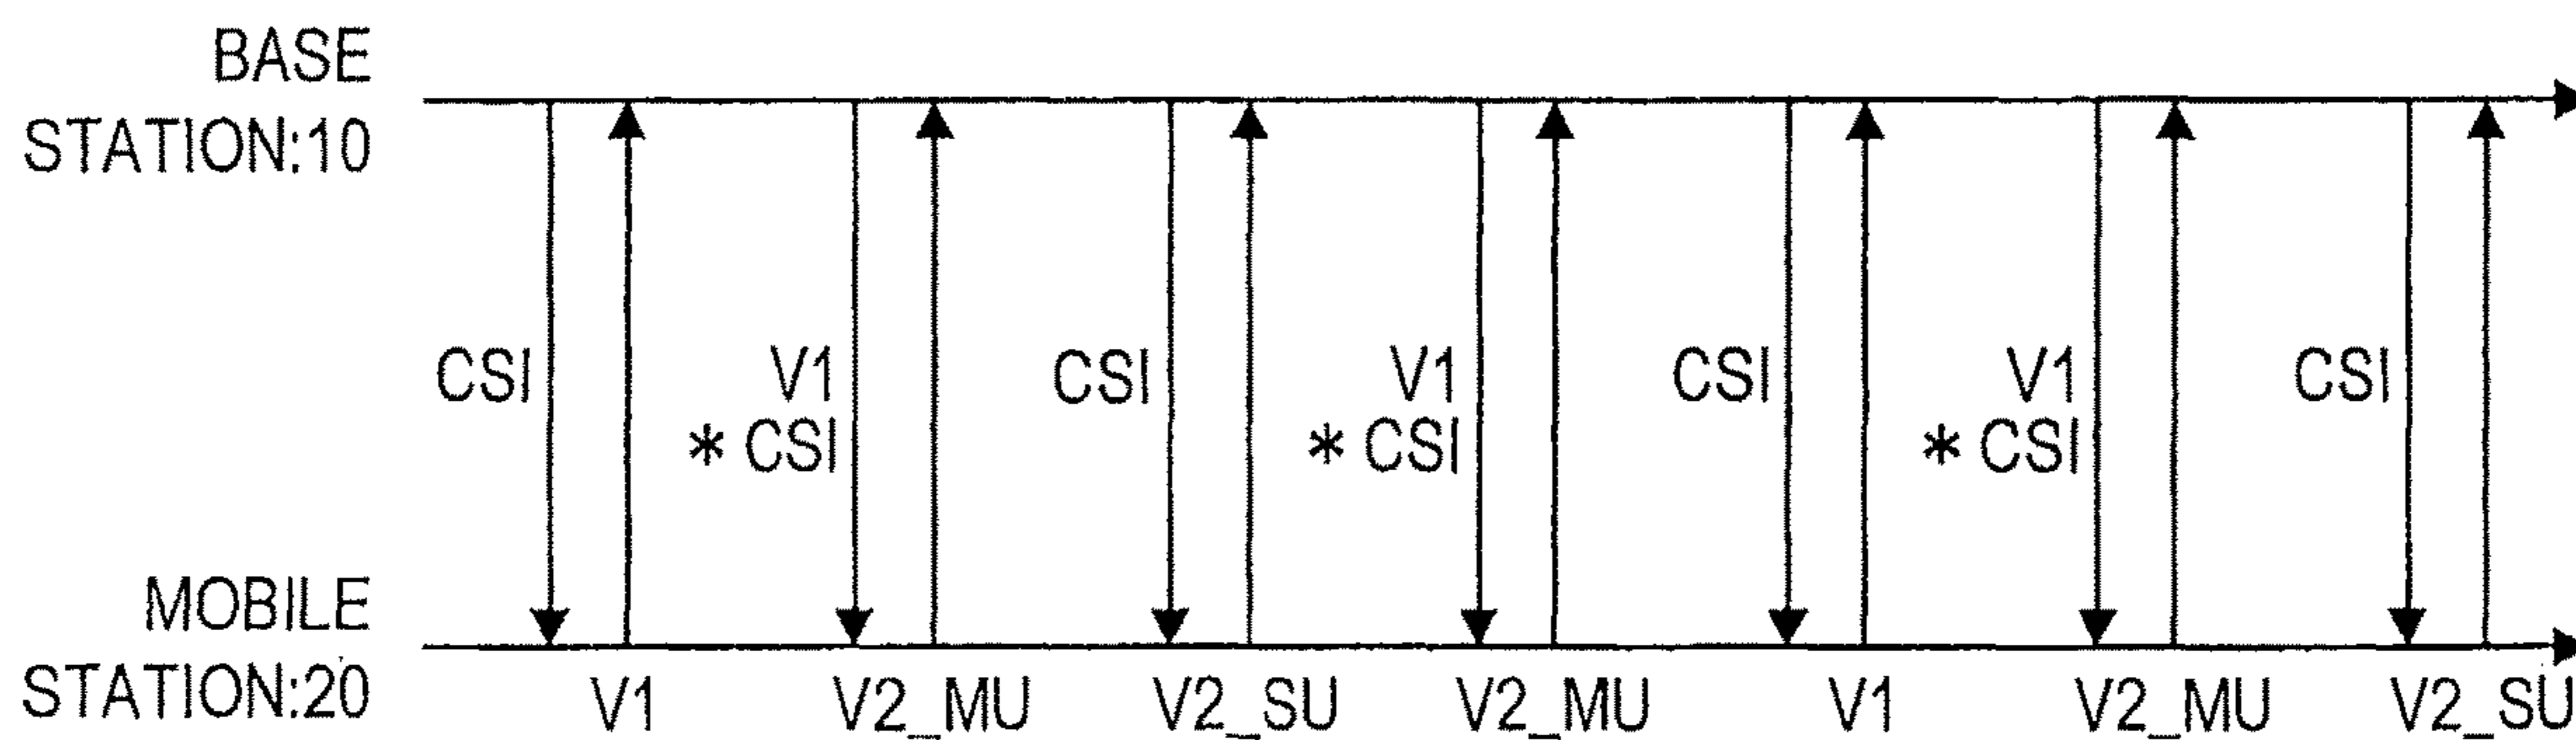 BASE
STATION:10
CSI
V1
* CSI
CSI
V1
* CSI
CSI
V1
* CSI
CSI
MOBILE
STATION:20
V1
V2_MU
V2_SU
V2_MU
V1
V2_MU
V2_SU